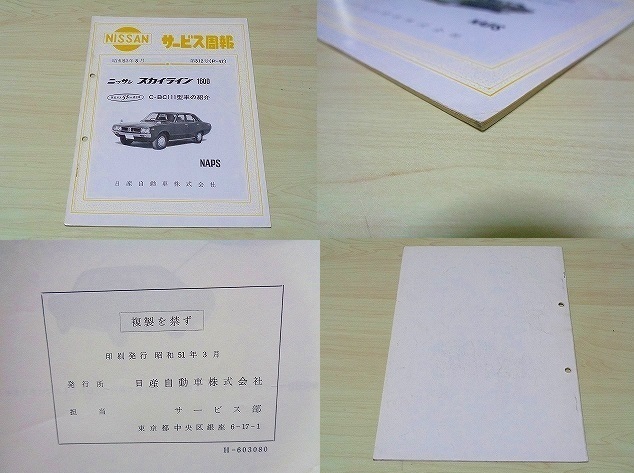 NISSAN
サービス周報
ニッサン スカイライン 1600
C-BC111型車の紹介
NAPS
日産自動車株式会社
NAPS
複製を禁ず
印刷発行 昭和51年3月
発行所 日産自動車株式会社
担当 サービス部
東京都中央区銀座 6-17-1
H-603080